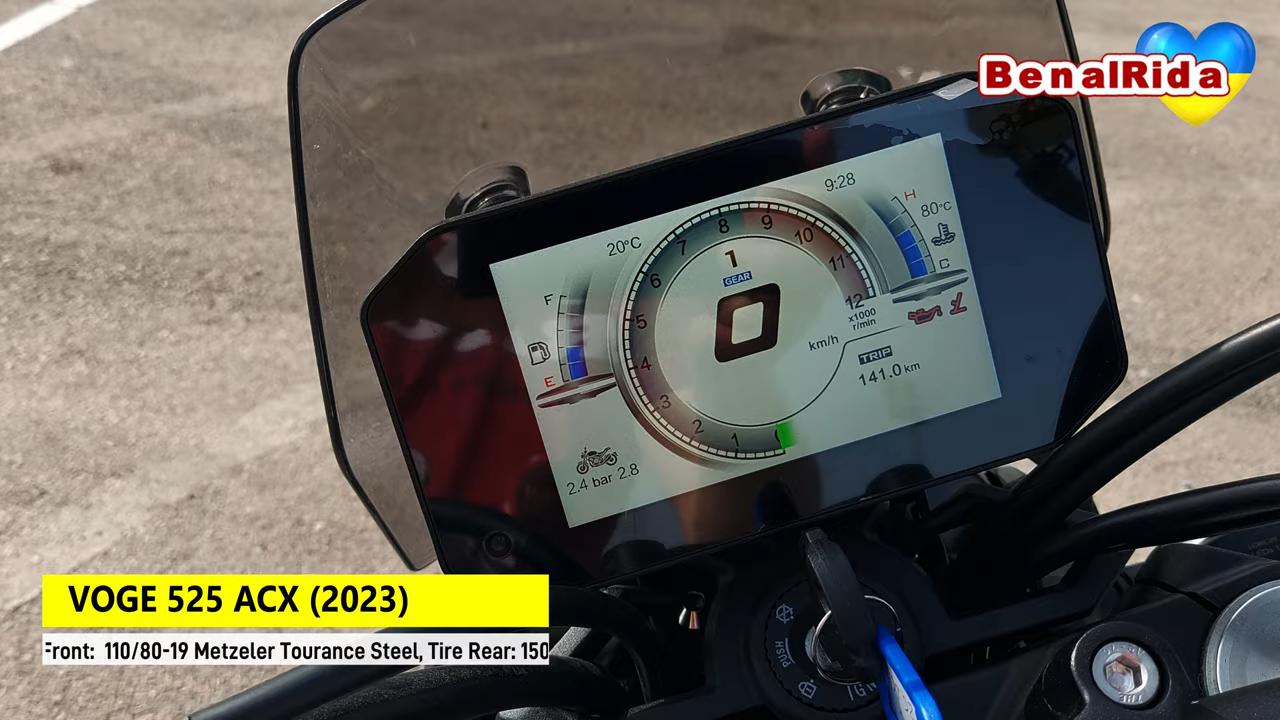 BenalRida
9:28
H
80°C
20°C
C
F
E
1
GEAR
0
0 1 2 3 4 5 6 7 8 9 10 11 12
x1000
r/min
km/h
TRIP
141.0 km
2.4 bar 2.8
PUSH
VOGE 525 ACX (2023)
Front: 110/80-19 Metzeler Tourance Steel, Tire Rear: 150